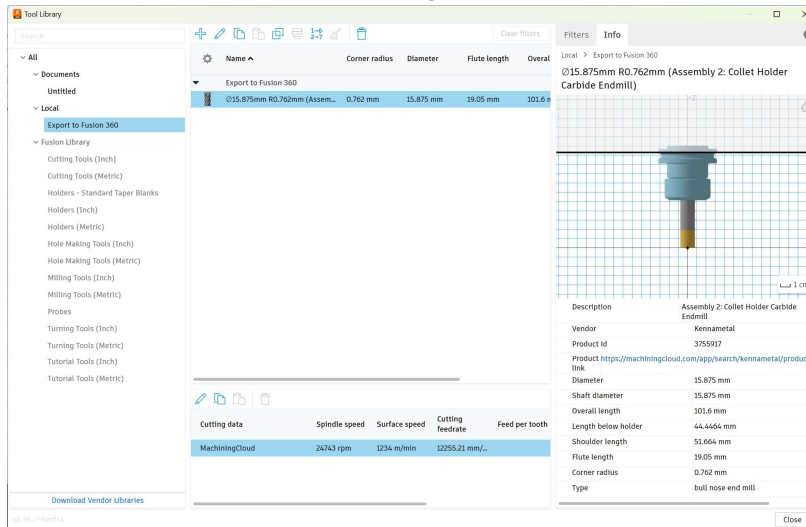 Tool Library
Search
All
Documents
Untitled
Local
Export to Fusion 360
Fusion Library
Cutting Tools (Inch)
Cutting Tools (Metric)
Holders - Standard Taper Blanks
Holders (Inch)
Holders (Metric)
Hole Making Tools (Inch)
Hole Making Tools (Metric)
Milling Tools (Inch)
Milling Tools (Metric)
Probes
Turning Tools (Inch)
Turning Tools (Metric)
Tutorial Tools (Inch)
Tutorial Tools (Metric)
Download Vendor Libraries
Clear filters
Name Corner radius Diameter Flute length Overal
Export to Fusion 360
∅15.875mm R0.762mm (Assem... 0.762 mm 15.875 mm 19.05 mm 101.6 m
Cutting data Spindle speed Surface speed Cutting feedrate Feed per tooth
MachiningCloud 24743 rpm 1234 m/min 12255.21 mm/...
Filters Info
Local > Export to Fusion 360
∅15.875mm R0.762mm (Assembly 2: Collet Holder
Carbide Endmill)
1 cm
Description Assembly 2: Collet Holder Carbide
Endmill
Vendor Kennametal
Product id 3755917
Product link https://machiningcloud.com/app/search/kennametal/produc
Diameter 15.875 mm
Shaft diameter 15.875 mm
Overall length 101.6 mm
Length below holder 44.4464 mm
Shoulder length 51.664 mm
Flute length 19.05 mm
Corner radius 0.762 mm
Type bull nose end mill
Close